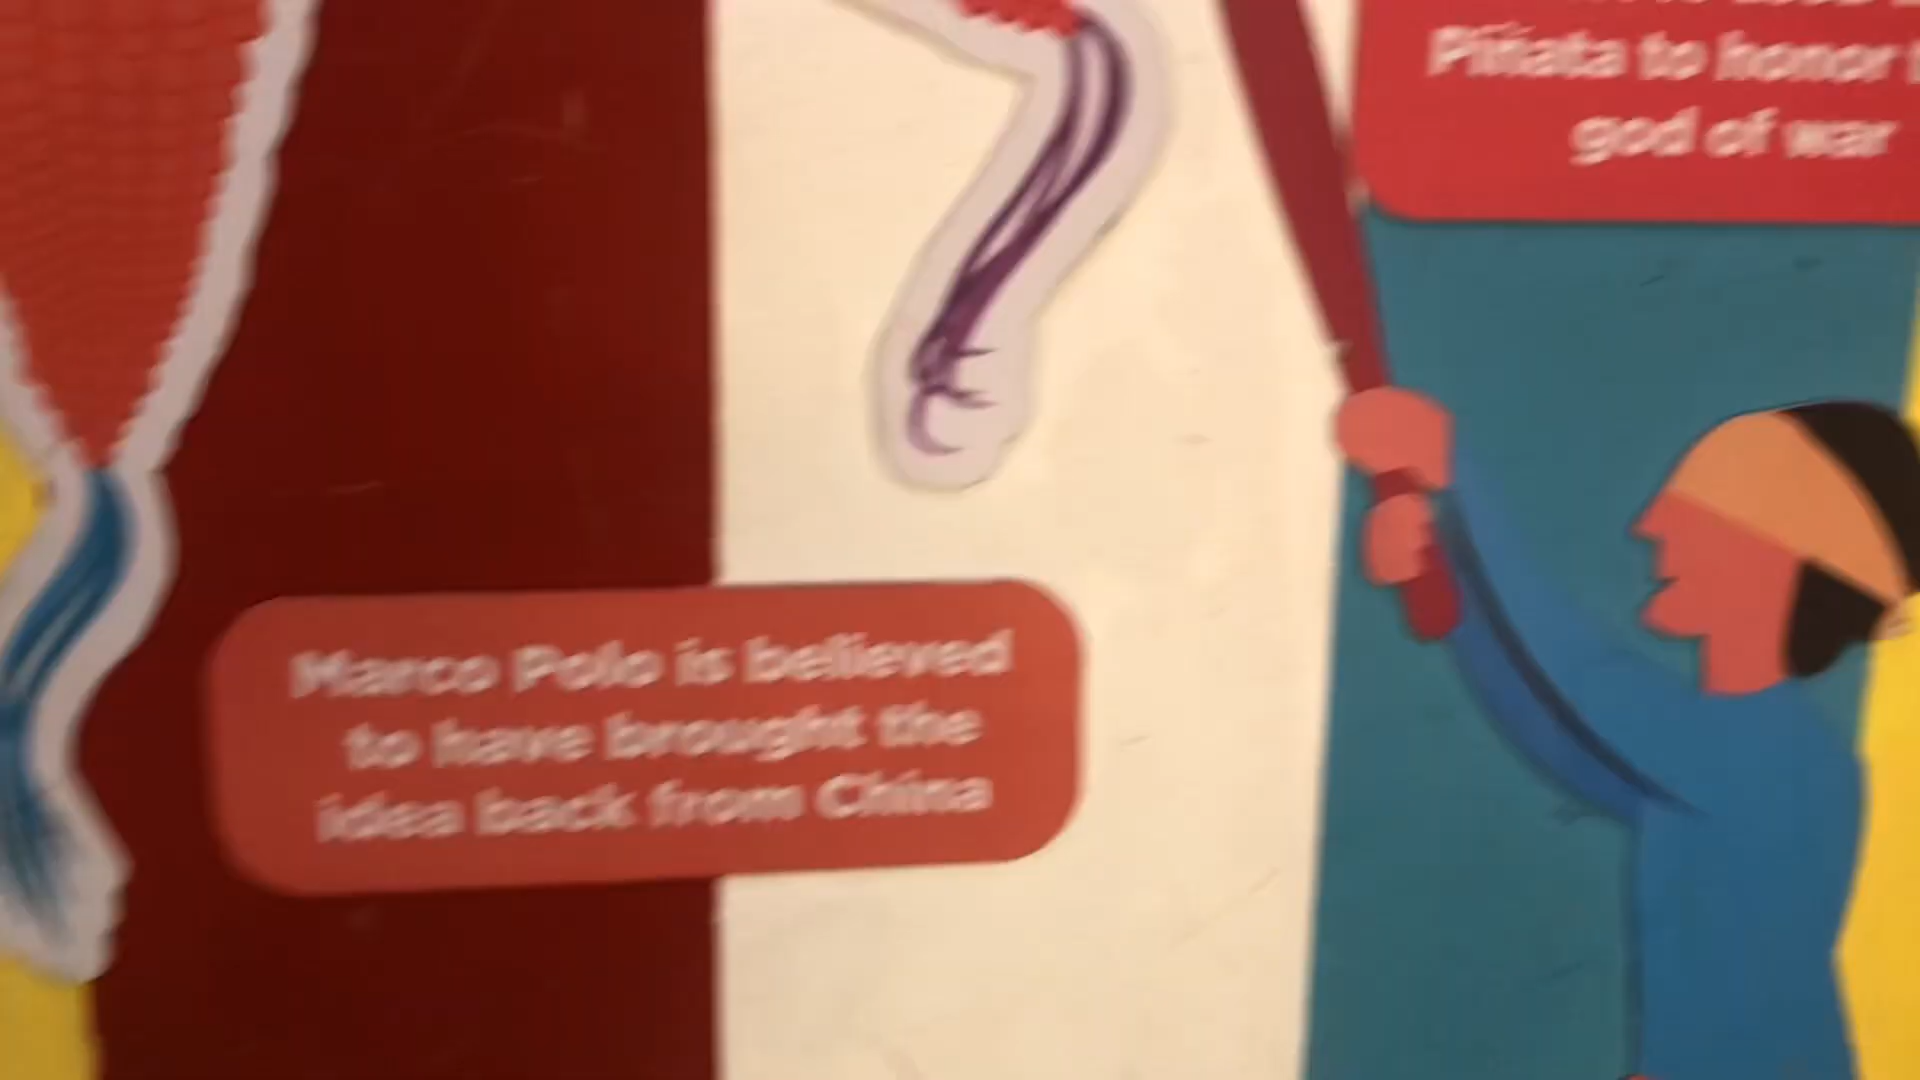 Piñata to honor
god of war
Marco Polo is believed
to have brought the
idea back from China